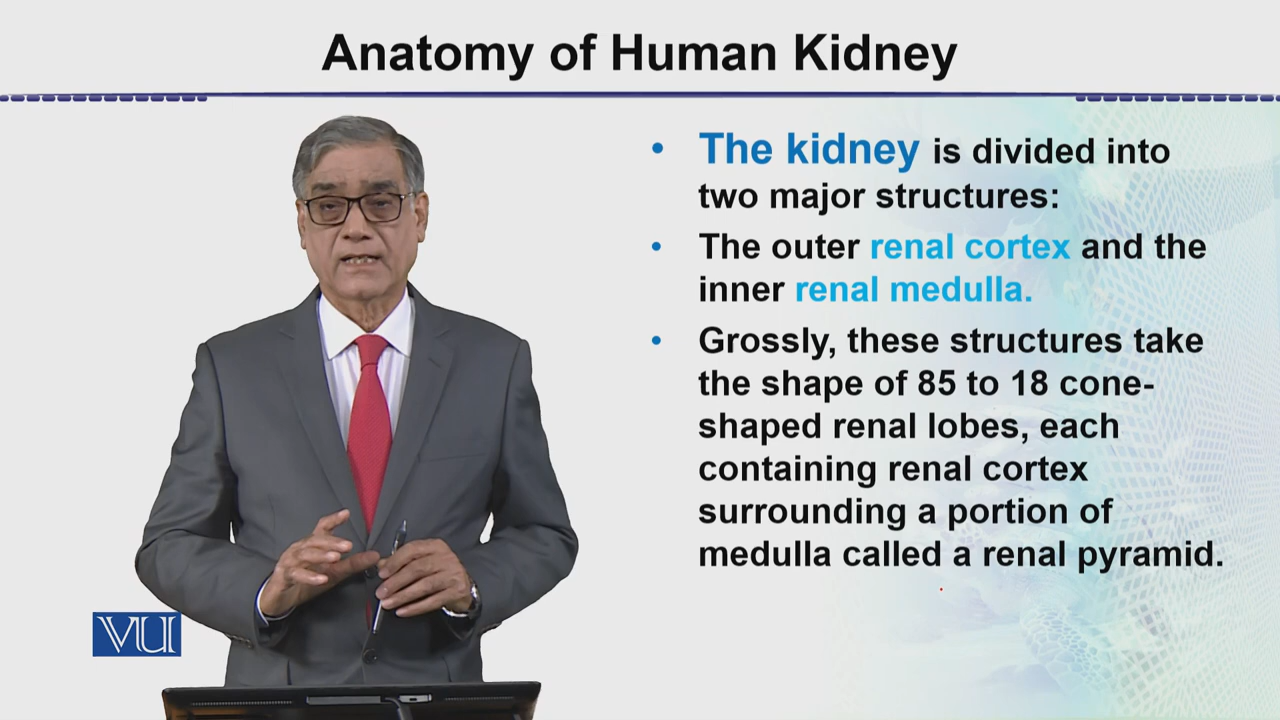 Anatomy of Human Kidney
• The kidney is divided into
two major structures:
• The outer renal cortex and the
inner renal medulla.
• Grossly, these structures take
the shape of 85 to 18 cone-
shaped renal lobes, each
containing renal cortex
surrounding a portion of
medulla called a renal pyramid.
VU